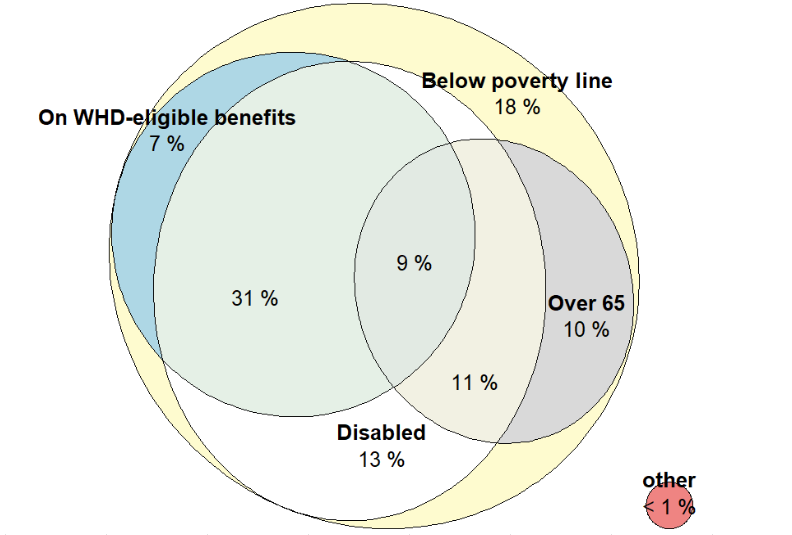 Below poverty line
18 %
On WHD-eligible benefits
7 %
9 %
31 %
Over 65
10 %
11 %
Disabled
13 %
other
< 1 %